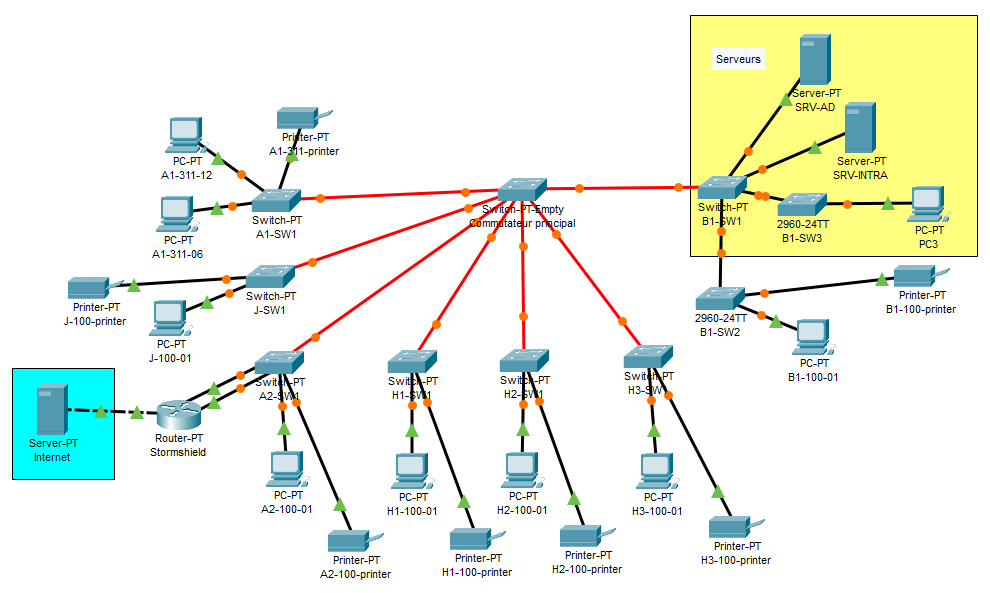 Serveurs
Server-PT
SRV-AD
Server-PT
SRV-INTRA
Printer-PT
A1-311-printer
PC-PT
A1-311-12
Switch-PT
A1-SW1
PC-PT
A1-311-06
Switch-PT-Empty
Commutateur principal
Switch-PT
B1-SW1
2960-24TT
B1-SW3
PC-PT
PC3
Switch-PT
J-SW1
Printer-PT
J-100-printer
PC-PT
J-100-01
2960-24TT
B1-SW2
Printer-PT
B1-100-printer
PC-PT
B1-100-01
Switch-PT
A2-SW1
Switch-PT
H1-SW1
Switch-PT
H2-SW1
Switch-PT
H3-SW1
Server-PT
Internet
Router-PT
Stormshield
PC-PT
A2-100-01
PC-PT
H1-100-01
PC-PT
H2-100-01
PC-PT
H3-100-01
Printer-PT
A2-100-printer
Printer-PT
H1-100-printer
Printer-PT
H2-100-printer
Printer-PT
H3-100-printer